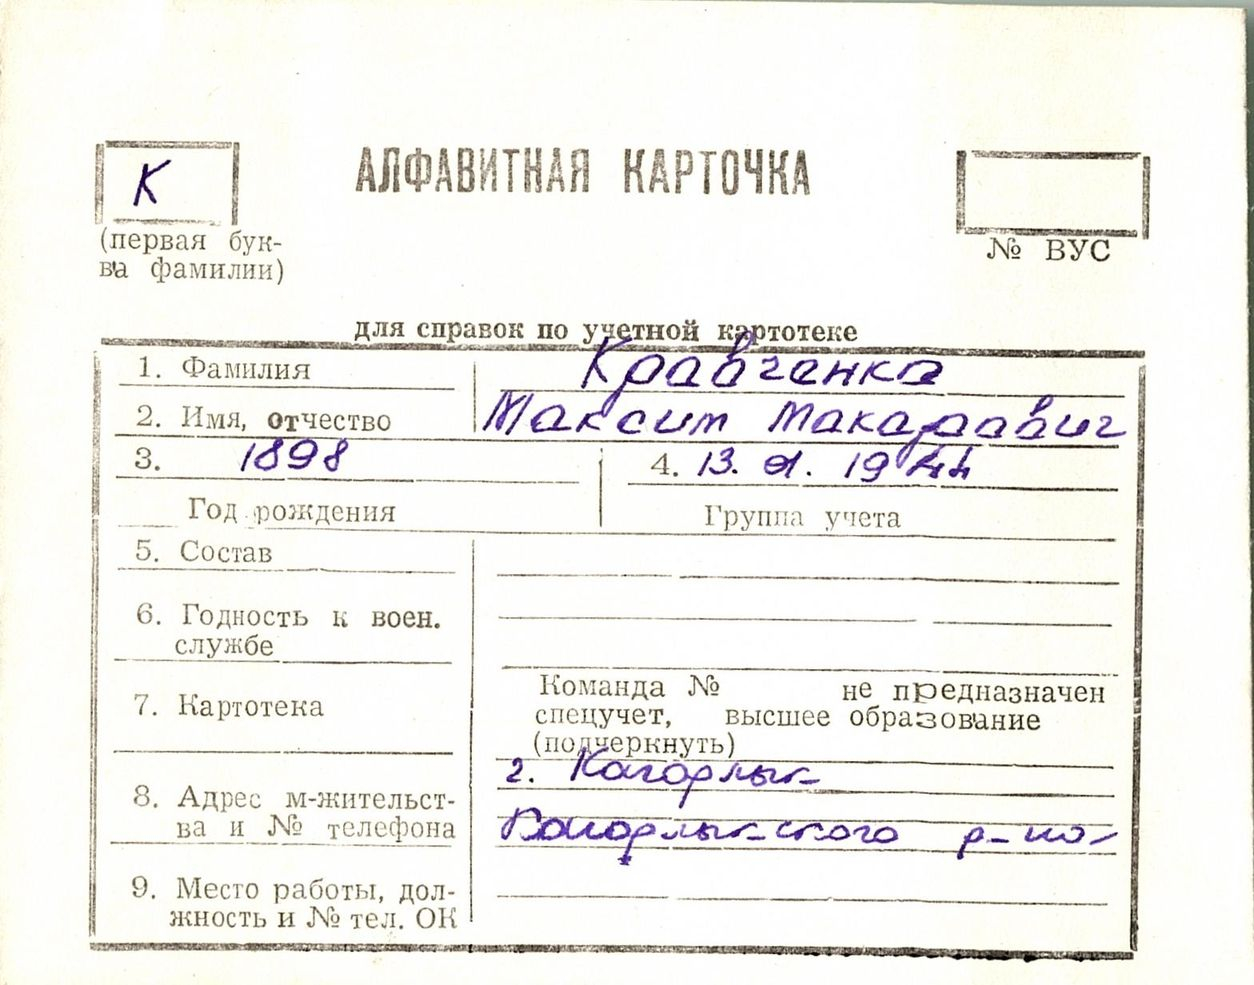 К
АЛФАВИТНАЯ КАРТОЧКА
(первая бук-
ва фамилии)
№ ВУС
для справок по учетной картотеке
1. Фамилия Кравченко
2. Имя, отчество Максим Макарович
3. 1898
4. 13. 01. 1944
Год рождения
Группа учета
5. Состав
6. Годность к воен.
службе
7. Картотека
Команда № не предназначен
спецучет, высшее образование
(подчеркнуть)
8. Адрес м-жительст-
ва и № телефона
г. Кагорлык
Кагорлыкского р-на
9. Место работы, дол-
жность и № тел. ОК